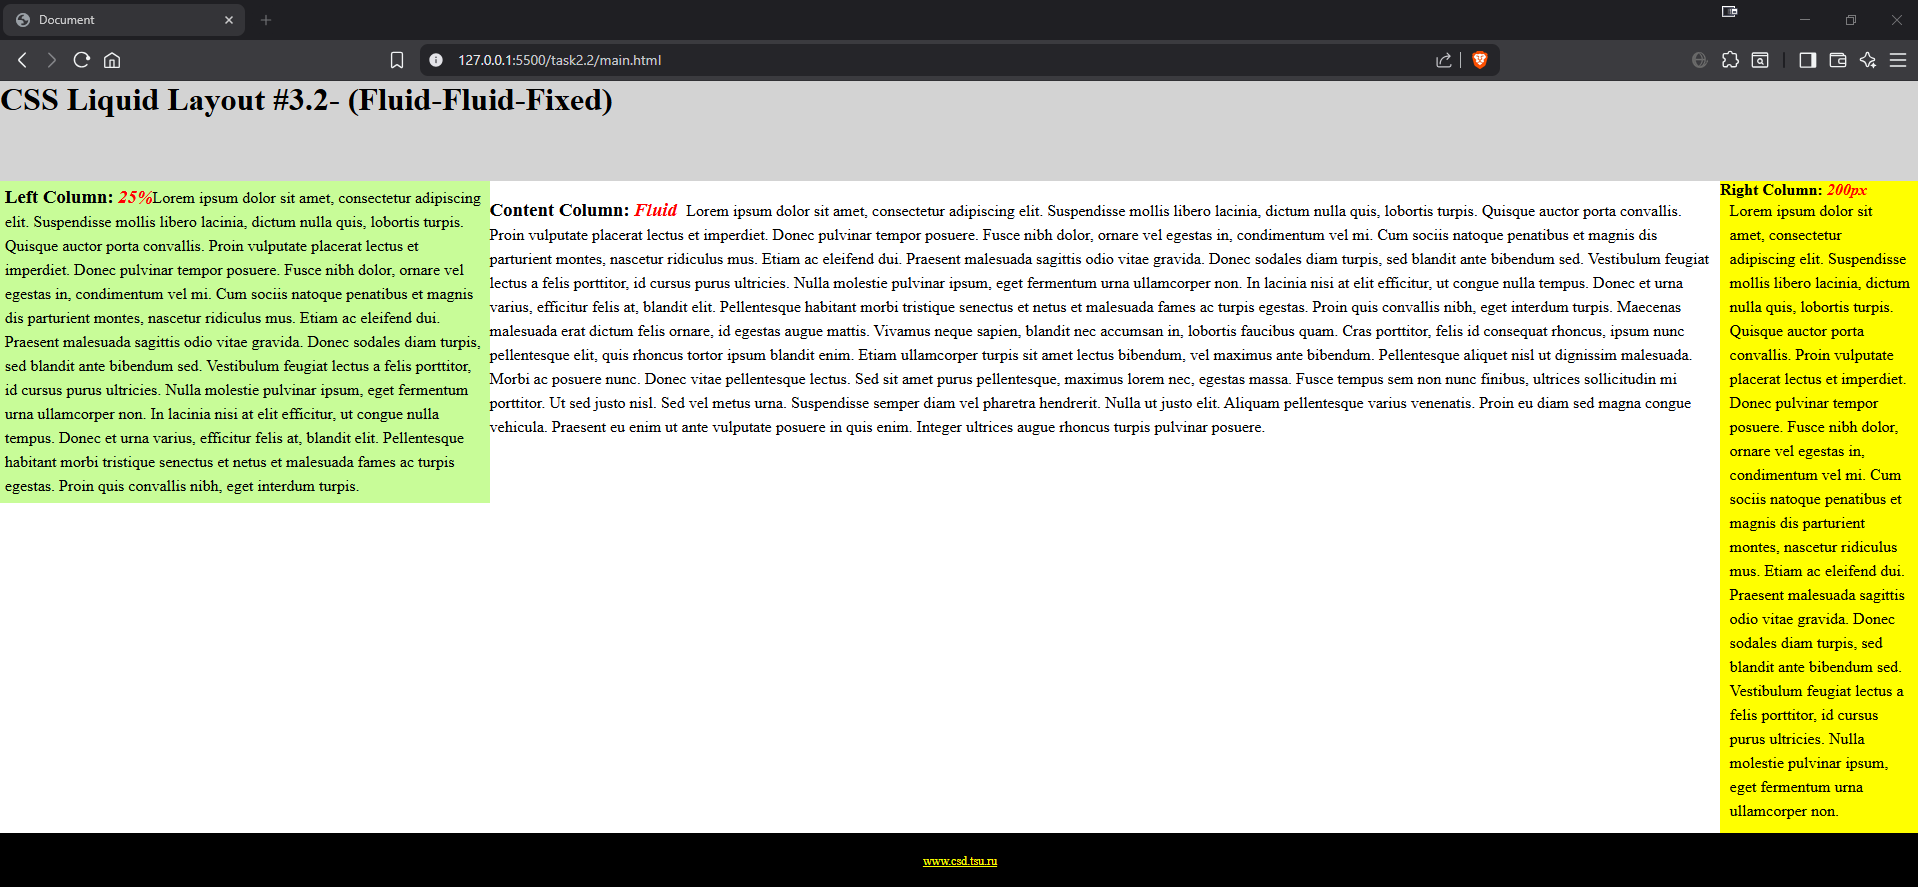 Document
127.0.0.1:5500/task2.2/main.html
CSS Liquid Layout #3.2- (Fluid-Fluid-Fixed)
Left Column: 25%Lorem ipsum dolor sit amet, consectetur adipiscing
elit. Suspendisse mollis libero lacinia, dictum nulla quis, lobortis turpis.
Quisque auctor porta convallis. Proin vulputate placerat lectus et
imperdiet. Donec pulvinar tempor posuere. Fusce nibh dolor, ornare vel
egestas in, condimentum vel mi. Cum sociis natoque penatibus et magnis
dis parturient montes, nascetur ridiculus mus. Etiam ac eleifend dui.
Praesent malesuada sagittis odio vitae gravida. Donec sodales diam turpis,
sed blandit ante bibendum sed. Vestibulum feugiat lectus a felis porttitor,
id cursus purus ultricies. Nulla molestie pulvinar ipsum, eget fermentum
urna ullamcorper non. In lacinia nisi at elit efficitur, ut congue nulla
tempus. Donec et urna varius, efficitur felis at, blandit elit. Pellentesque
habitant morbi tristique senectus et netus et malesuada fames ac turpis
egestas. Proin quis convallis nibh, eget interdum turpis.
Content Column: Fluid Lorem ipsum dolor sit amet, consectetur adipiscing elit. Suspendisse mollis libero lacinia, dictum nulla quis, lobortis turpis. Quisque auctor porta convallis.
Proin vulputate placerat lectus et imperdiet. Donec pulvinar tempor posuere. Fusce nibh dolor, ornare vel egestas in, condimentum vel mi. Cum sociis natoque penatibus et magnis dis
parturient montes, nascetur ridiculus mus. Etiam ac eleifend dui. Praesent malesuada sagittis odio vitae gravida. Donec sodales diam turpis, sed blandit ante bibendum sed. Vestibulum feugiat
lectus a felis porttitor, id cursus purus ultricies. Nulla molestie pulvinar ipsum, eget fermentum urna ullamcorper non. In lacinia nisi at elit efficitur, ut congue nulla tempus. Donec et urna
varius, efficitur felis at, blandit elit. Pellentesque habitant morbi tristique senectus et netus et malesuada fames ac turpis egestas. Proin quis convallis nibh, eget interdum turpis. Maecenas
malesuada erat dictum felis ornare, id egestas augue mattis. Vivamus neque sapien, blandit nec accumsan in, lobortis faucibus quam. Cras porttitor, felis id consequat rhoncus, ipsum nunc
pellentesque elit, quis rhoncus tortor ipsum blandit enim. Etiam ullamcorper turpis sit amet lectus bibendum, vel maximus ante bibendum. Pellentesque aliquet nisl ut dignissim malesuada.
Morbi ac posuere nunc. Donec vitae pellentesque lectus. Sed sit amet purus pellentesque, maximus lorem nec, egestas massa. Fusce tempus sem non nunc finibus, ultrices sollicitudin mi
porttitor. Ut sed justo nisl. Sed vel metus urna. Suspendisse semper diam vel pharetra hendrerit. Nulla ut justo elit. Aliquam pellentesque varius venenatis. Proin eu diam sed magna congue
vehicula. Praesent eu enim ut ante vulputate posuere in quis enim. Integer ultrices augue rhoncus turpis pulvinar posuere.
Right Column: 200px
Lorem ipsum dolor sit
amet, consectetur
adipiscing elit. Suspendisse
mollis libero lacinia, dictum
nulla quis, lobortis turpis.
Quisque auctor porta
convallis. Proin vulputate
placerat lectus et imperdiet.
Donec pulvinar tempor
posuere. Fusce nibh dolor,
ornare vel egestas in,
condimentum vel mi. Cum
sociis natoque penatibus et
magnis dis parturient
montes, nascetur ridiculus
mus. Etiam ac eleifend dui.
Praesent malesuada sagittis
odio vitae gravida. Donec
sodales diam turpis, sed
blandit ante bibendum sed.
Vestibulum feugiat lectus a
felis porttitor, id cursus
purus ultricies. Nulla
molestie pulvinar ipsum,
eget fermentum urna
ullamcorper non.
www.csd.tsu.ru